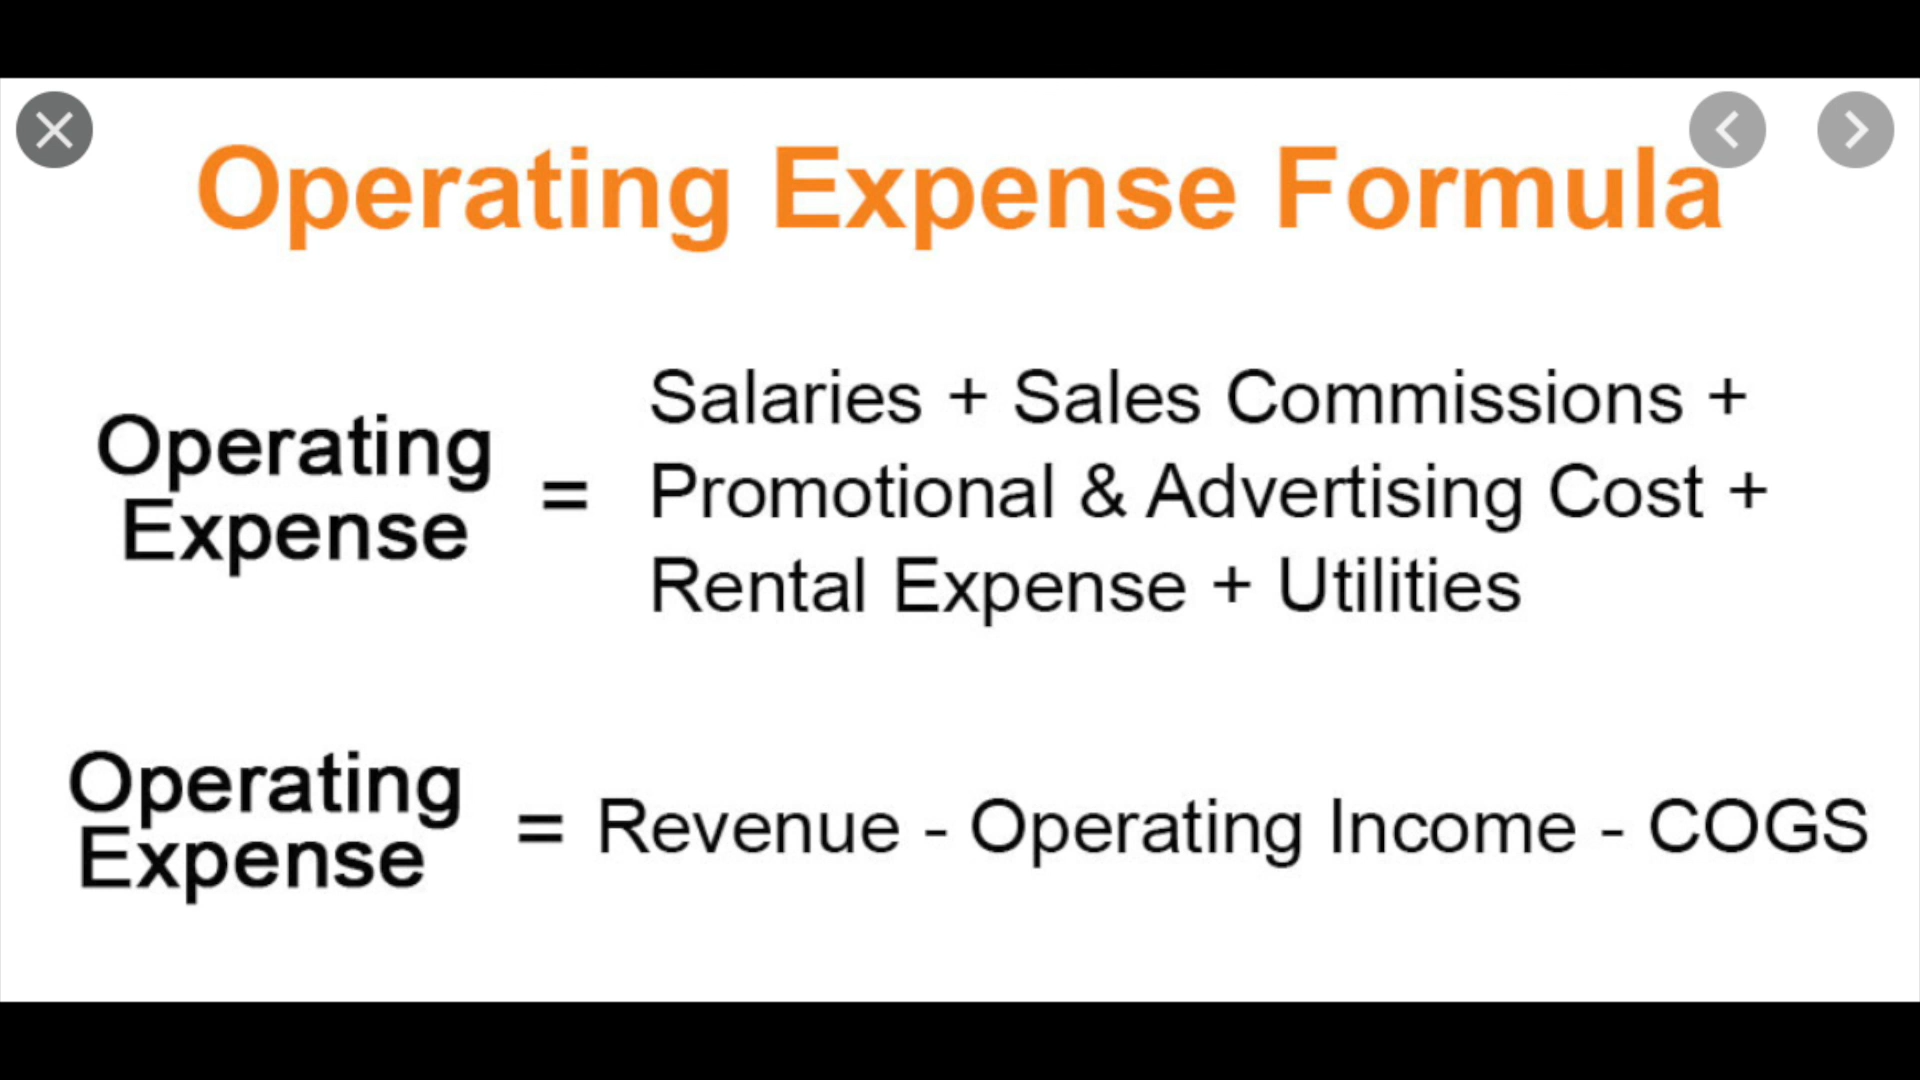 Operating Expense Formula
Operating
Expense
=
Salaries + Sales Commissions +
Promotional & Advertising Cost +
Rental Expense + Utilities
Operating
Expense
= Revenue - Operating Income - COGS